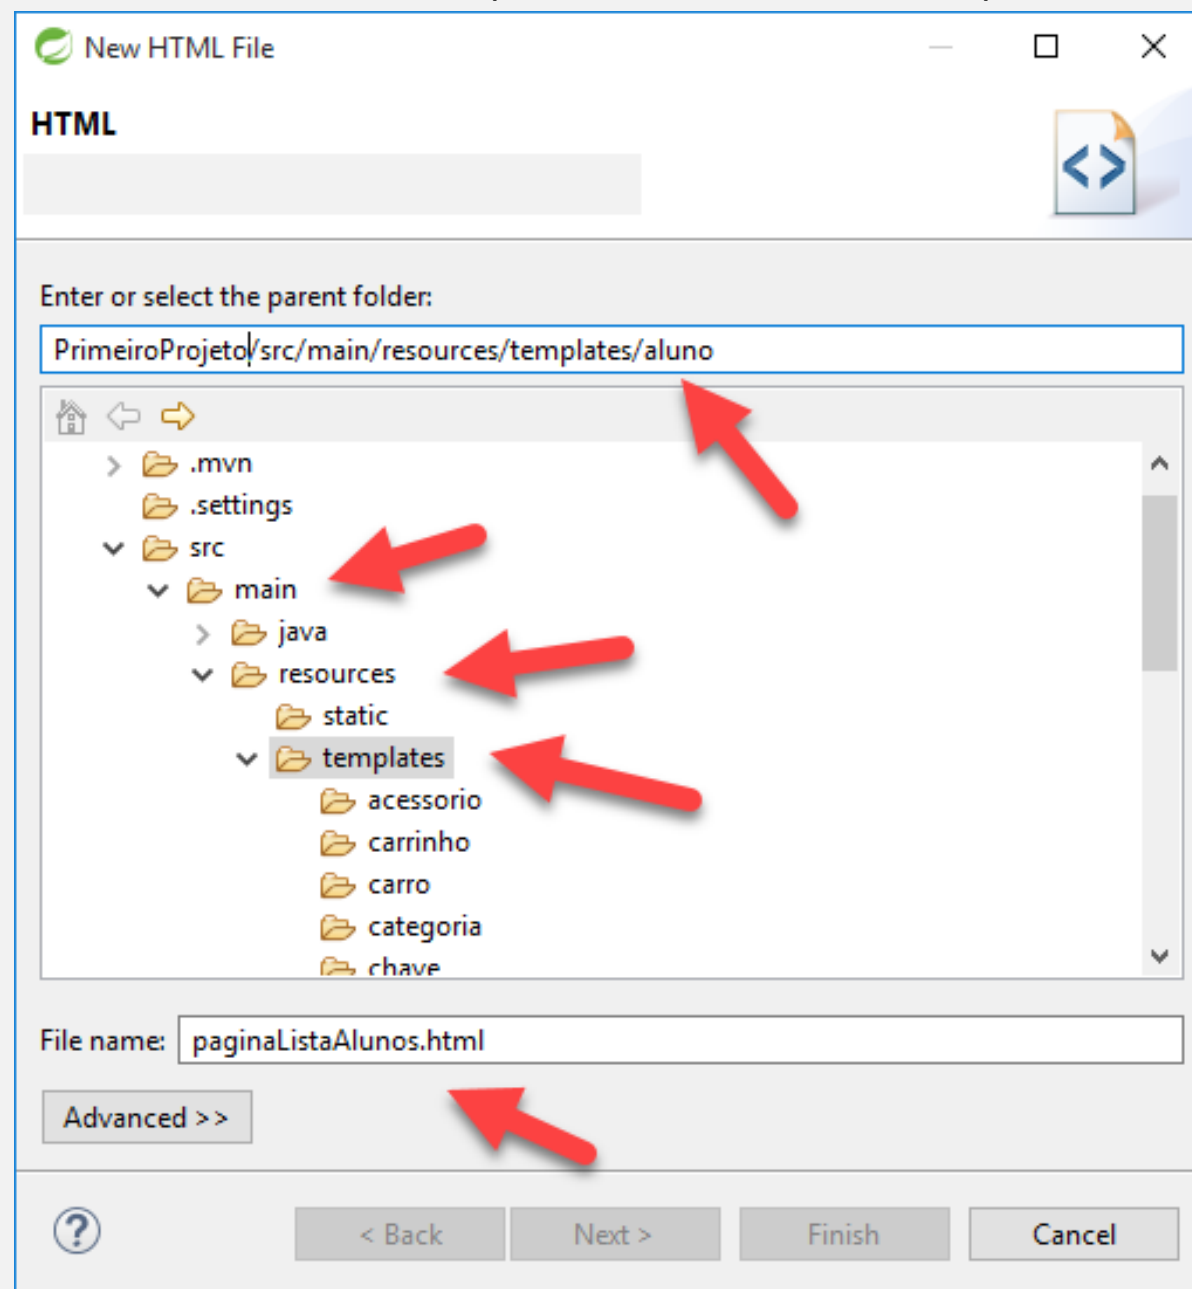 New HTML File
HTML
Enter or select the parent folder:
PrimeiroProjeto/src/main/resources/templates/aluno
.mvn
.settings
src
main
java
resources
static
templates
acessorio
carrinho
carro
categoria
chave
File name: paginaListaAlunos.html
Advanced >>
< Back Next > Finish Cancel